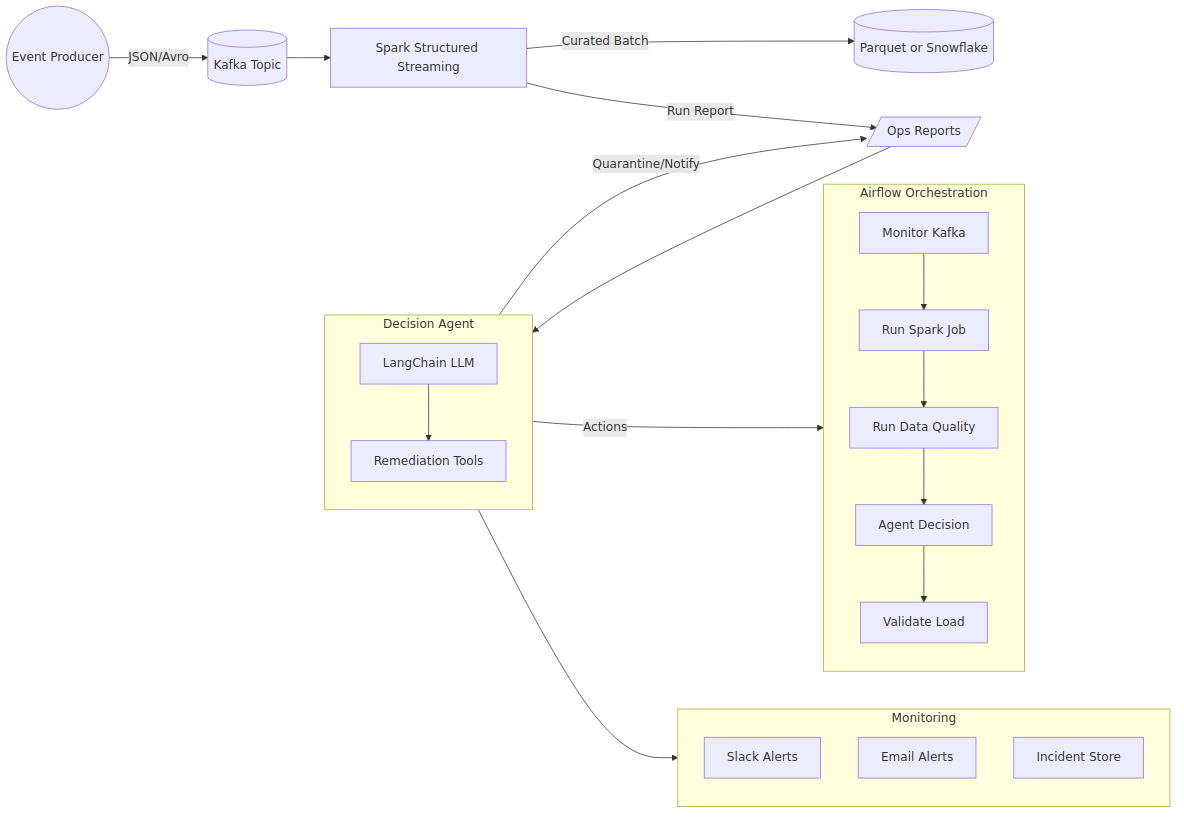 Event Producer
JSON/Avro
Kafka Topic
Spark Structured
Streaming
Curated Batch
Parquet or Snowflake
Run Report
Ops Reports
Quarantine/Notify
Airflow Orchestration
Monitor Kafka
Run Spark Job
Run Data Quality
Agent Decision
Validate Load
Decision Agent
LangChain LLM
Remediation Tools
Actions
Monitoring
Slack Alerts
Email Alerts
Incident Store